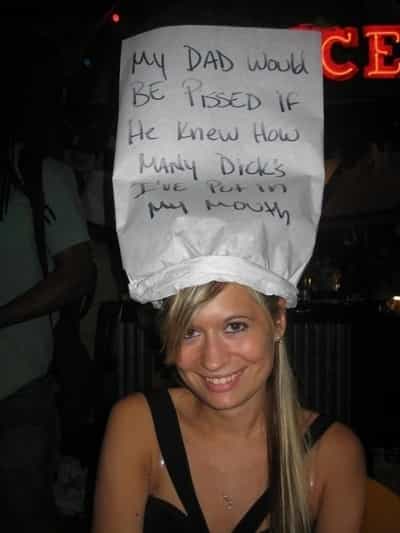 MY DAD Would
BE PISSED IF
He Knew How
MANY DICK's
I've PuT in
MY MOUTH
CE